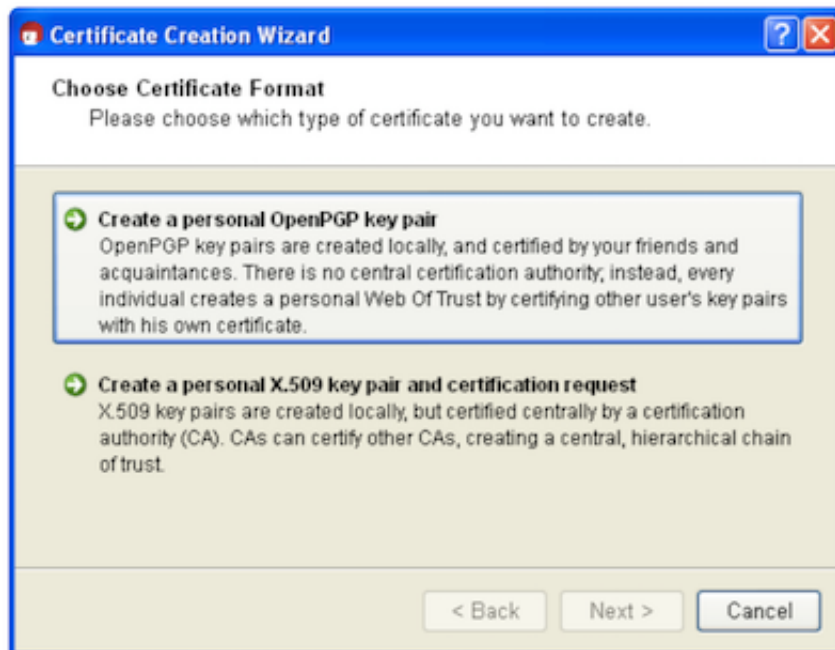 Certificate Creation Wizard
Choose Certificate Format
Please choose which type of certificate you want to create.
Create a personal OpenPGP key pair
OpenPGP key pairs are created locally, and certified by your friends and
acquaintances. There is no central certification authority; instead, every
individual creates a personal Web Of Trust by certifying other user's key pairs
with his own certificate.
Create a personal X.509 key pair and certification request
X.509 key pairs are created locally, but certified centrally by a certification
authority (CA). CAs can certify other CAs, creating a central, hierarchical chain
of trust.
< Back Next > Cancel